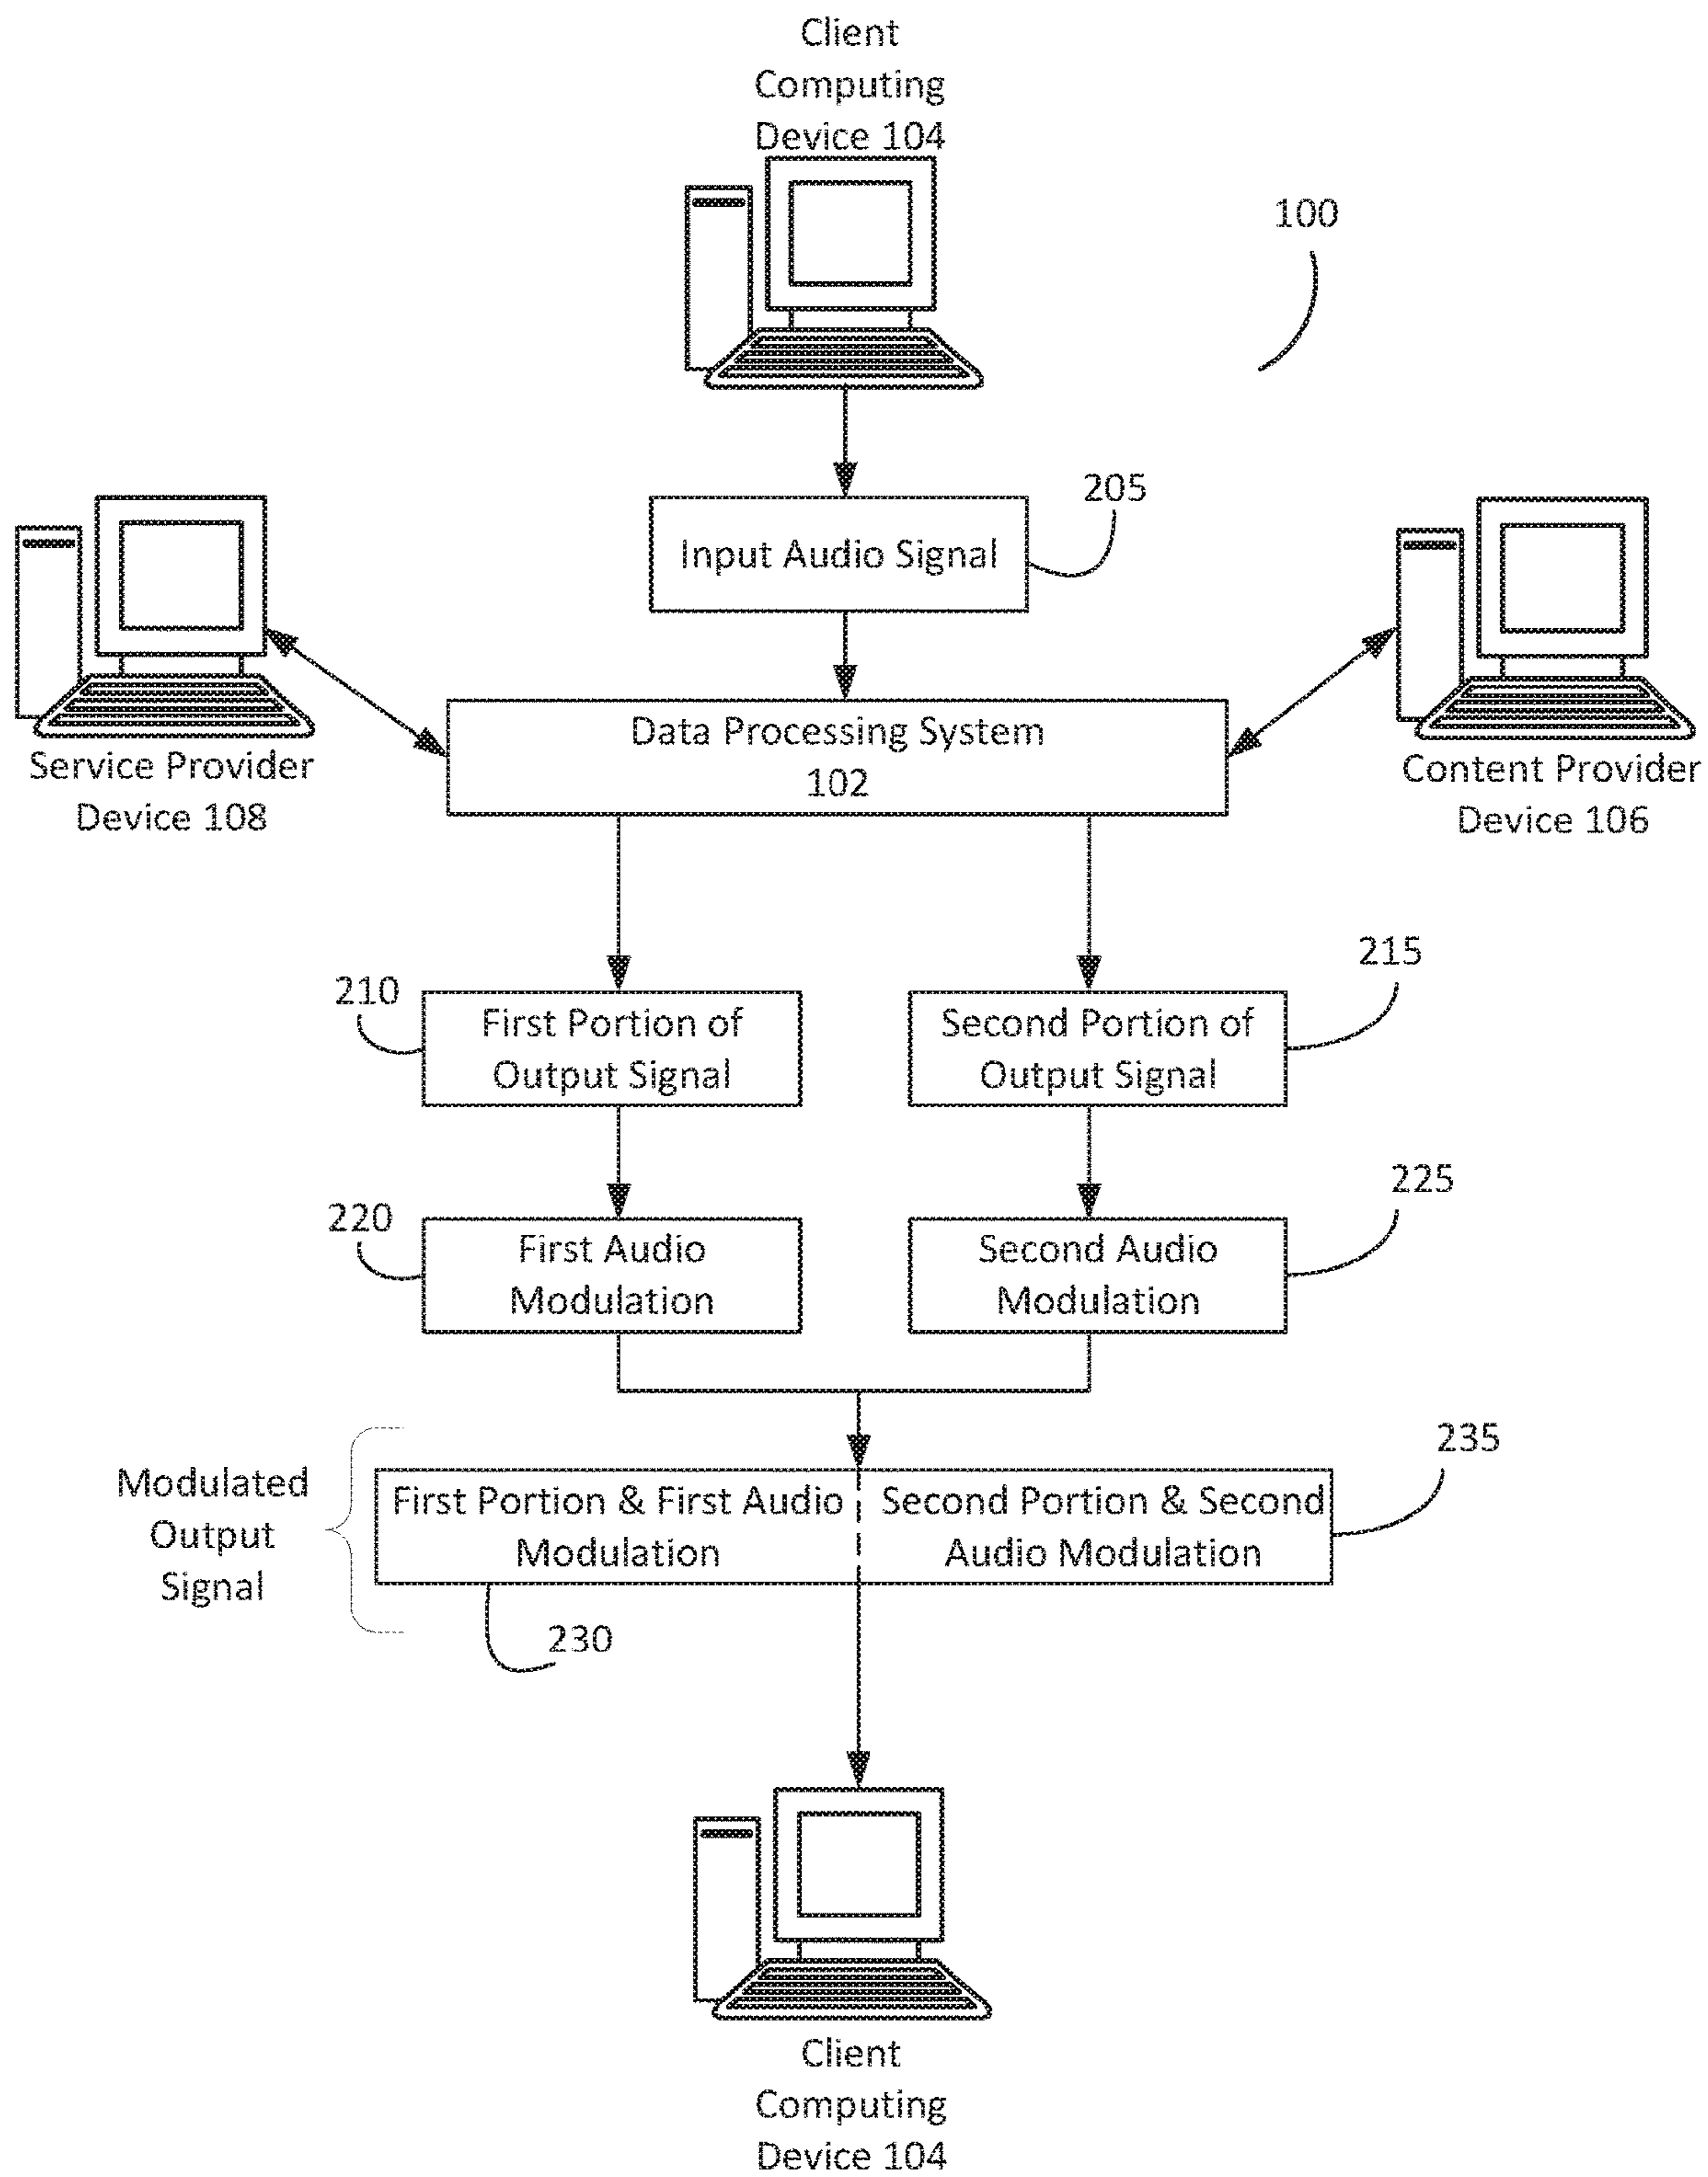 Client
Computing
Device 104
100
205
Input Audio Signal
Data Processing System
102
Service Provider
Device 108
Content Provider
Device 106
210
First Portion of
Output Signal
215
Second Portion of
Output Signal
220
First Audio
Modulation
225
Second Audio
Modulation
235
Modulated
Output
Signal
First Portion & First Audio
Modulation
Second Portion & Second
Audio Modulation
230
Client
Computing
Device 104